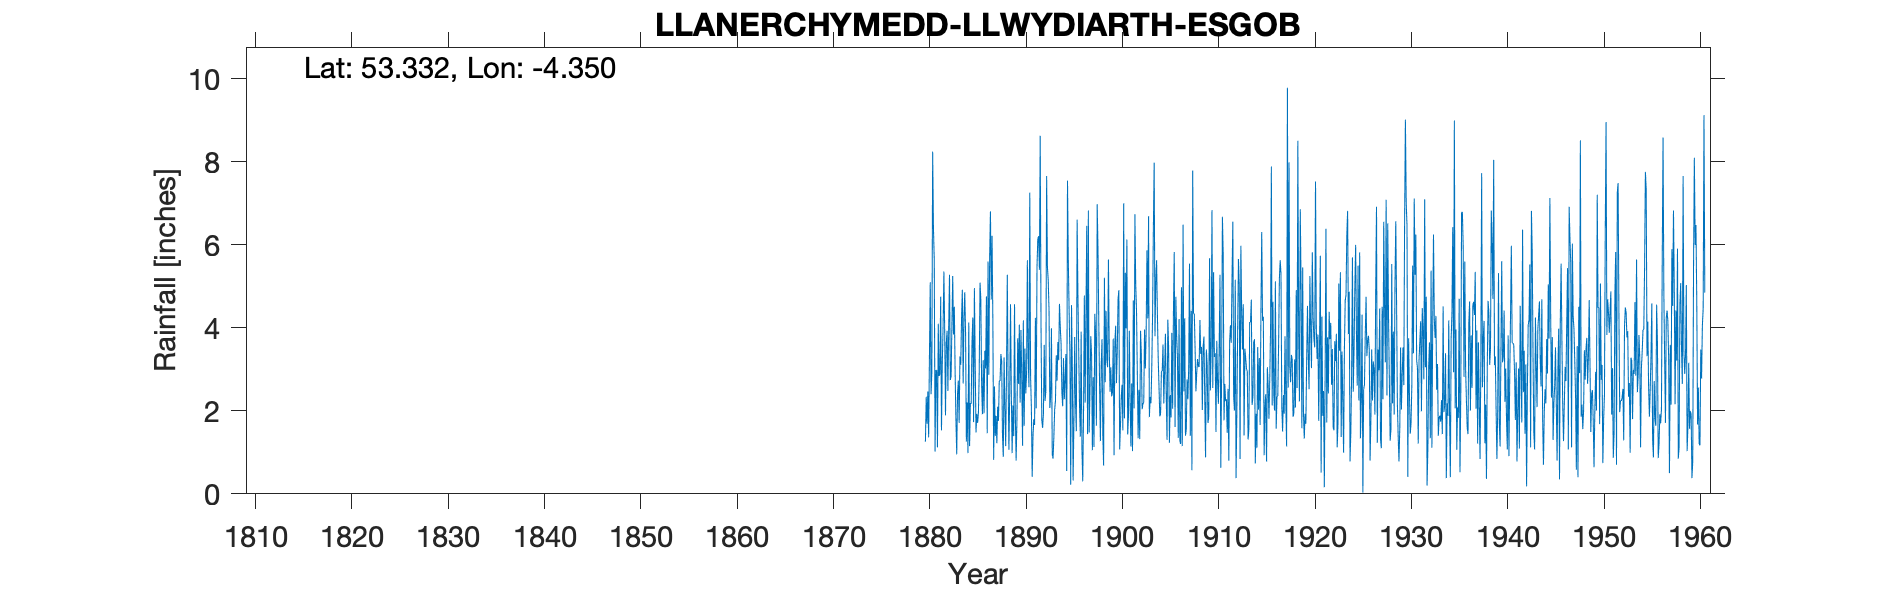 LLANERCHYMEDD-LLWYDIARTH-ESGOB
Lat: 53.332, Lon: -4.350
Rainfall [inches]
10
8
6
4
2
0
1810 1820 1830 1840 1850 1860 1870 1880 1890 1900 1910 1920 1930 1940 1950 1960
Year